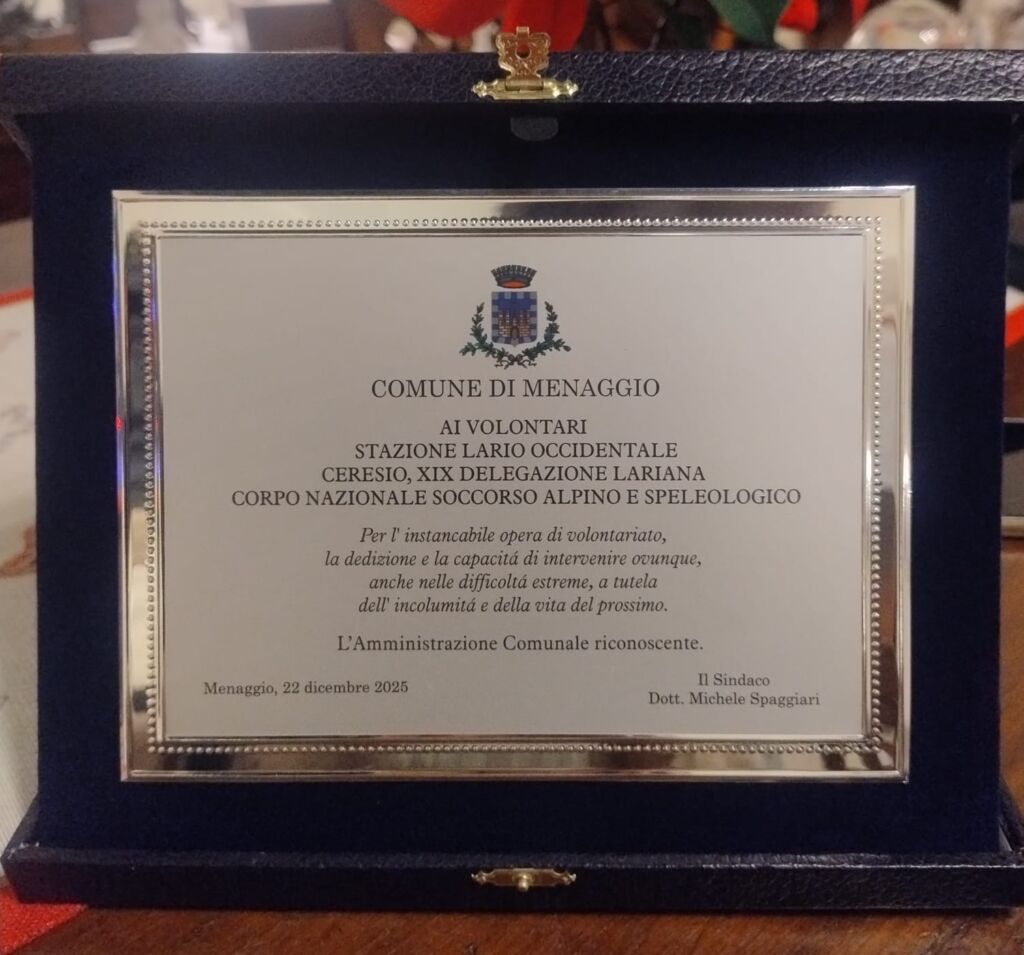 COMUNE DI MENAGGIO
AI VOLONTARI
STAZIONE LARIO OCCIDENTALE
CERESIO, XIX DELEGAZIONE LARIANA
CORPO NAZIONALE SOCCORSO ALPINO E SPELEOLOGICO
Per l' instancabile opera di volontariato,
la dedizione e la capacitá di intervenire ovunque,
anche nelle difficoltá estreme, a tutela
dell' incolumitá e della vita del prossimo.
L'Amministrazione Comunale riconoscente.
Menaggio, 22 dicembre 2025
Il Sindaco
Dott. Michele Spaggiari